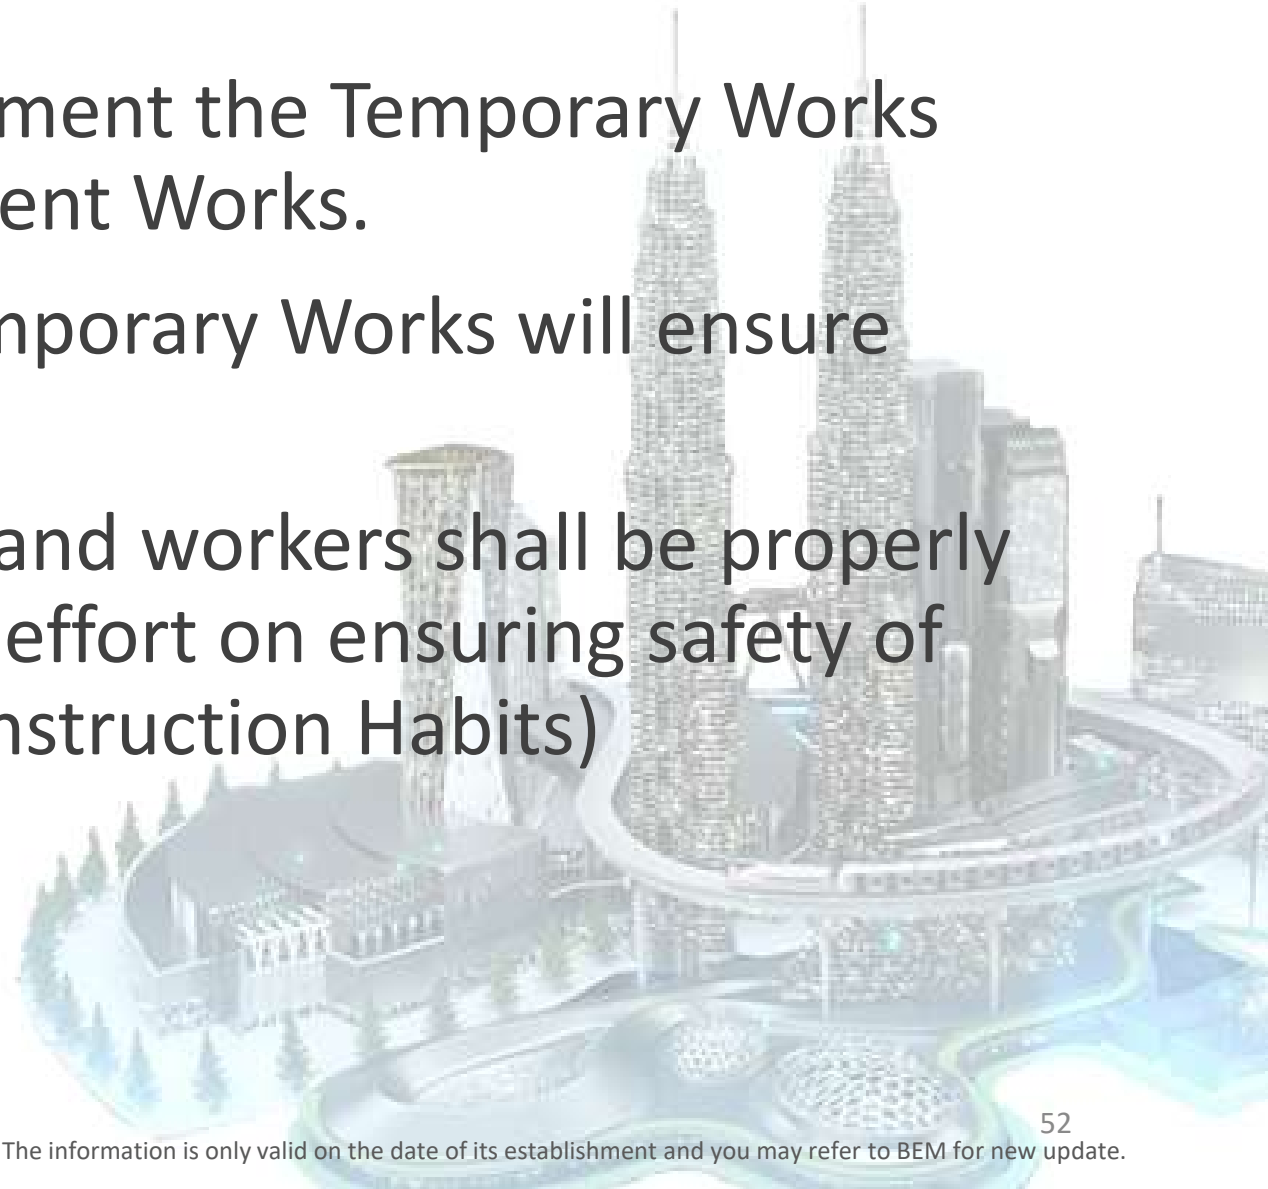 ment the Temporary Works
ent Works.
mporary Works will ensure
and workers shall be properly
effort on ensuring safety of
nstruction Habits)
52
The information is only valid on the date of its establishment and you may refer to BEM for new update.